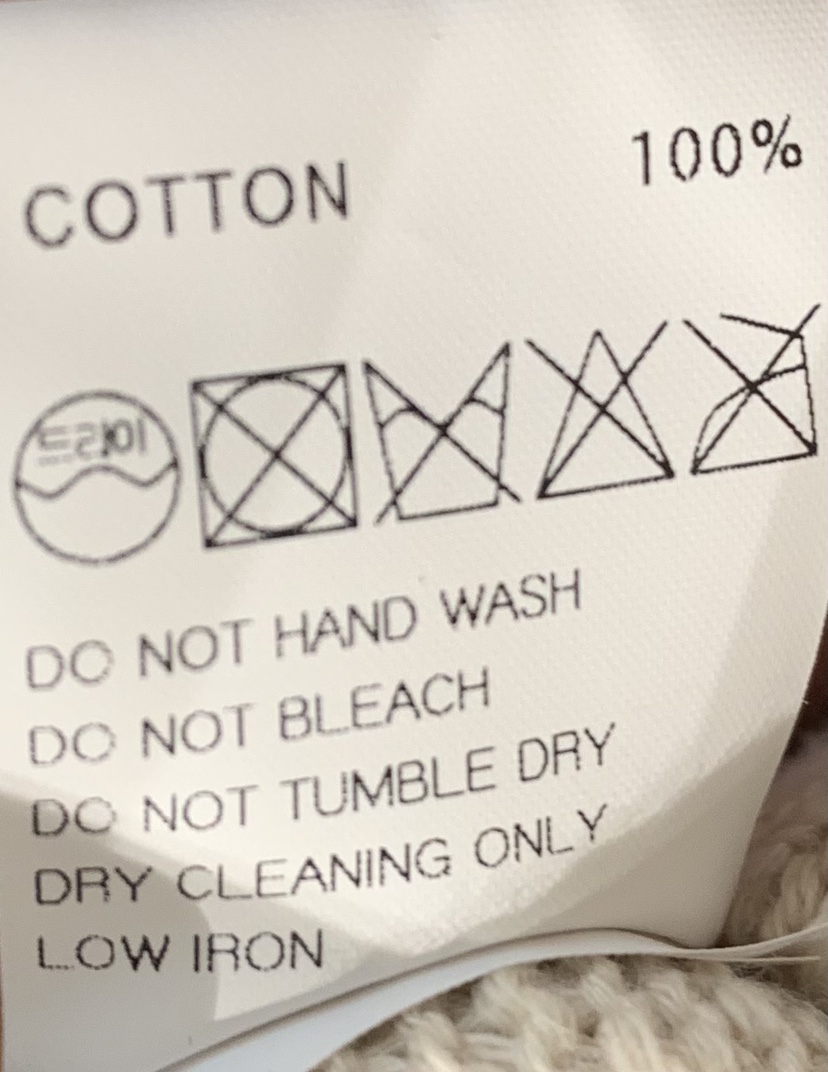 COTTON 100%
드라이
DO NOT HAND WASH
DO NOT BLEACH
DO NOT TUMBLE DRY
DRY CLEANING ONLY
LOW IRON